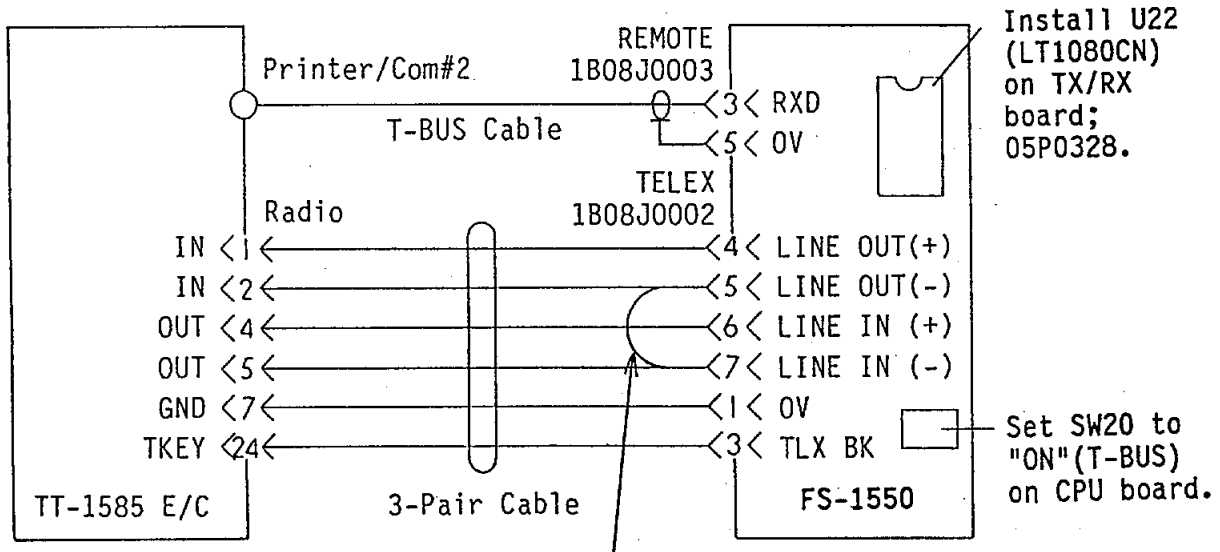 Install U22
(LT1080CN)
on TX/RX
board;
05P0328.
REMOTE
1B08J0003
Printer/Com#2
T-BUS Cable
3 RXD
5 0V
TELEX
1B08J0002
Radio
IN 1
IN 2
OUT 4
OUT 5
GND 7
TKEY 24
4 LINE OUT(+)
5 LINE OUT(-)
6 LINE IN (+)
7 LINE IN (-)
1 0V
3 TLX BK
TT-1585 E/C
3-Pair Cable
FS-1550
Set SW20 to
"ON"(T-BUS)
on CPU board.